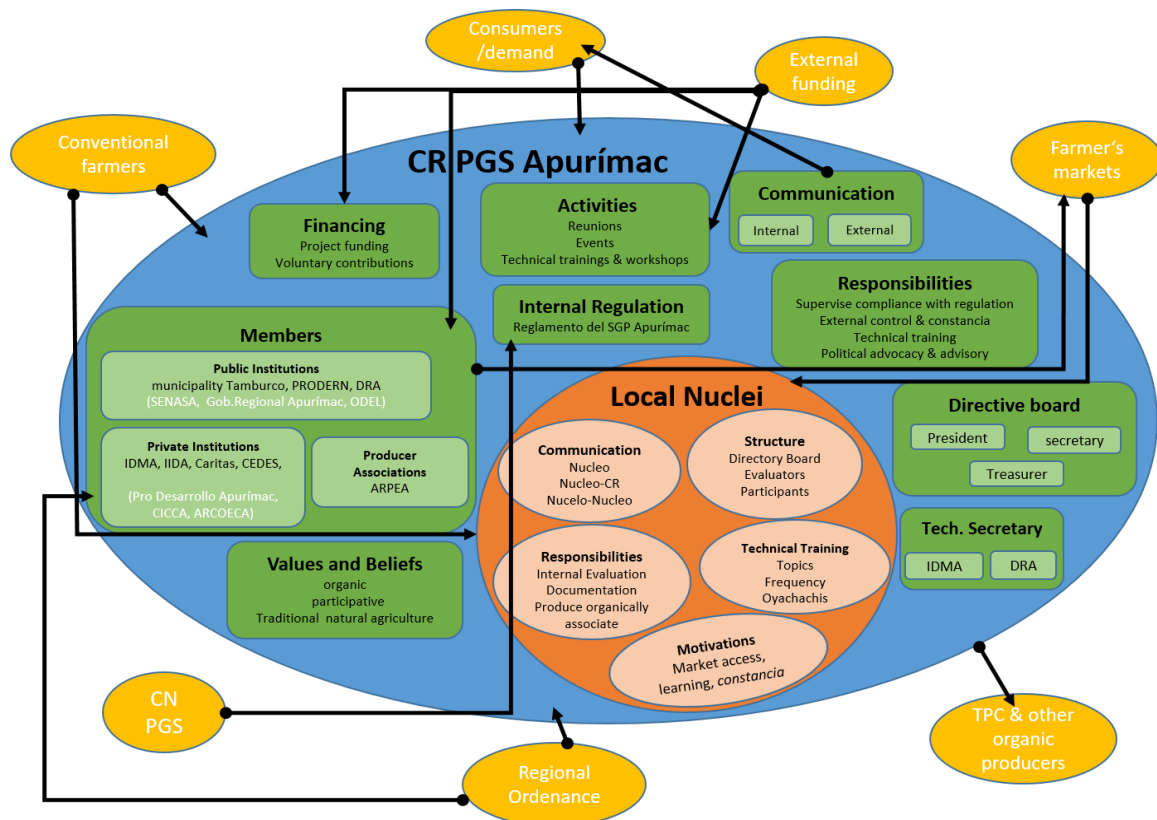 Consumers
/demand
External
funding
Conventional
farmers
Farmer's
markets
CR PGS Apurímac
Financing
Project funding
Voluntary contributions
Activities
Reunions
Events
Technical trainings & workshops
Communication
Internal
External
Internal Regulation
Reglamento del SGP Apurímac
Responsibilities
Supervise compliance with regulation
External control & constancia
Technical training
Political advocacy & advisory
Members
Public Institutions
municipality Tamburco, PRODERN, DRA
(SENASA, Gob.Regional Apurímac, ODEL)
Private Institutions
IDMA, IIDA, Caritas, CEDES,
(Pro Desarrollo Apurímac,
CICCA, ARCOECA)
Producer
Associations
ARPEA
Local Nuclei
Communication
Nucleo
Nucleo-CR
Nucelo-Nucleo
Structure
Directory Board
Evaluators
Participants
Responsibilities
Internal Evaluation
Documentation
Produce organically
associate
Technical Training
Topics
Frequency
Oyachachis
Motivations
Market access,
learning, constancia
Directive board
President
secretary
Treasurer
Tech. Secretary
IDMA
DRA
Values and Beliefs
organic
participative
Traditional natural agriculture
CN
PGS
Regional
Ordenance
TPC & other
organic
producers